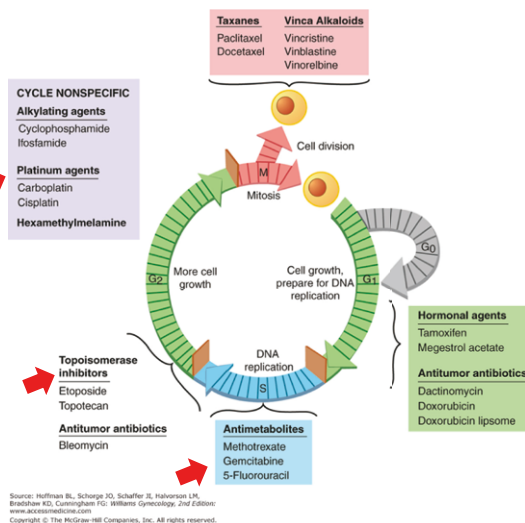 Taxanes
Paclitaxel
Docetaxel
Vinca Alkaloids
Vincristine
Vinblastine
Vinorelbine
CYCLE NONSPECIFIC
Alkylating agents
Cyclophosphamide
Ifosfamide
Platinum agents
Carboplatin
Cisplatin
Hexamethylmelamine
Cell division
M
Mitosis
G0
G2
More cell
growth
Cell growth,
prepare for DNA
replication
G1
Hormonal agents
Tamoxifen
Megestrol acetate
Antitumor antibiotics
Dactinomycin
Doxorubicin
Doxorubicin lipsome
DNA
replication
S
Topoisomerase
inhibitors
Etoposide
Topotecan
Antitumor antibiotics
Bleomycin
Antimetabolites
Methotrexate
Gemcitabine
5-Fluorouracil
Source: Hoffman BL, Schorge JO, Schaffer JI, Halvorson LM,
Bradshaw KD, Cunningham FG: Williams Gynecology, 2nd Edition:
www.accessmedicine.com
Copyright © The McGraw-Hill Companies, Inc. All rights reserved.